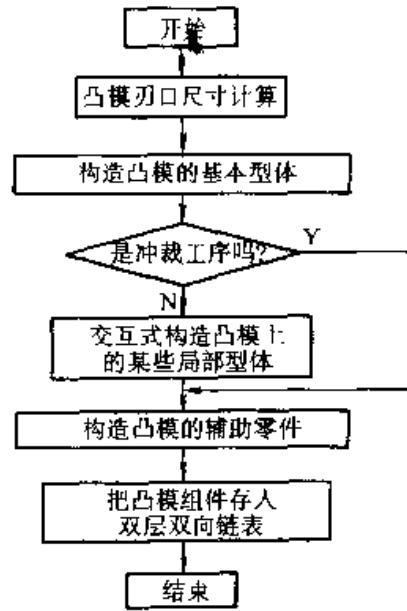 开始
凸模刃口尺寸计算
构造凸模的基本型体
是冲裁工序吗?
Y
N
交互式构造凸模上
的某些局部型体
构造凸模的辅助零件
把凸模组件存入
双层双向链表
结束